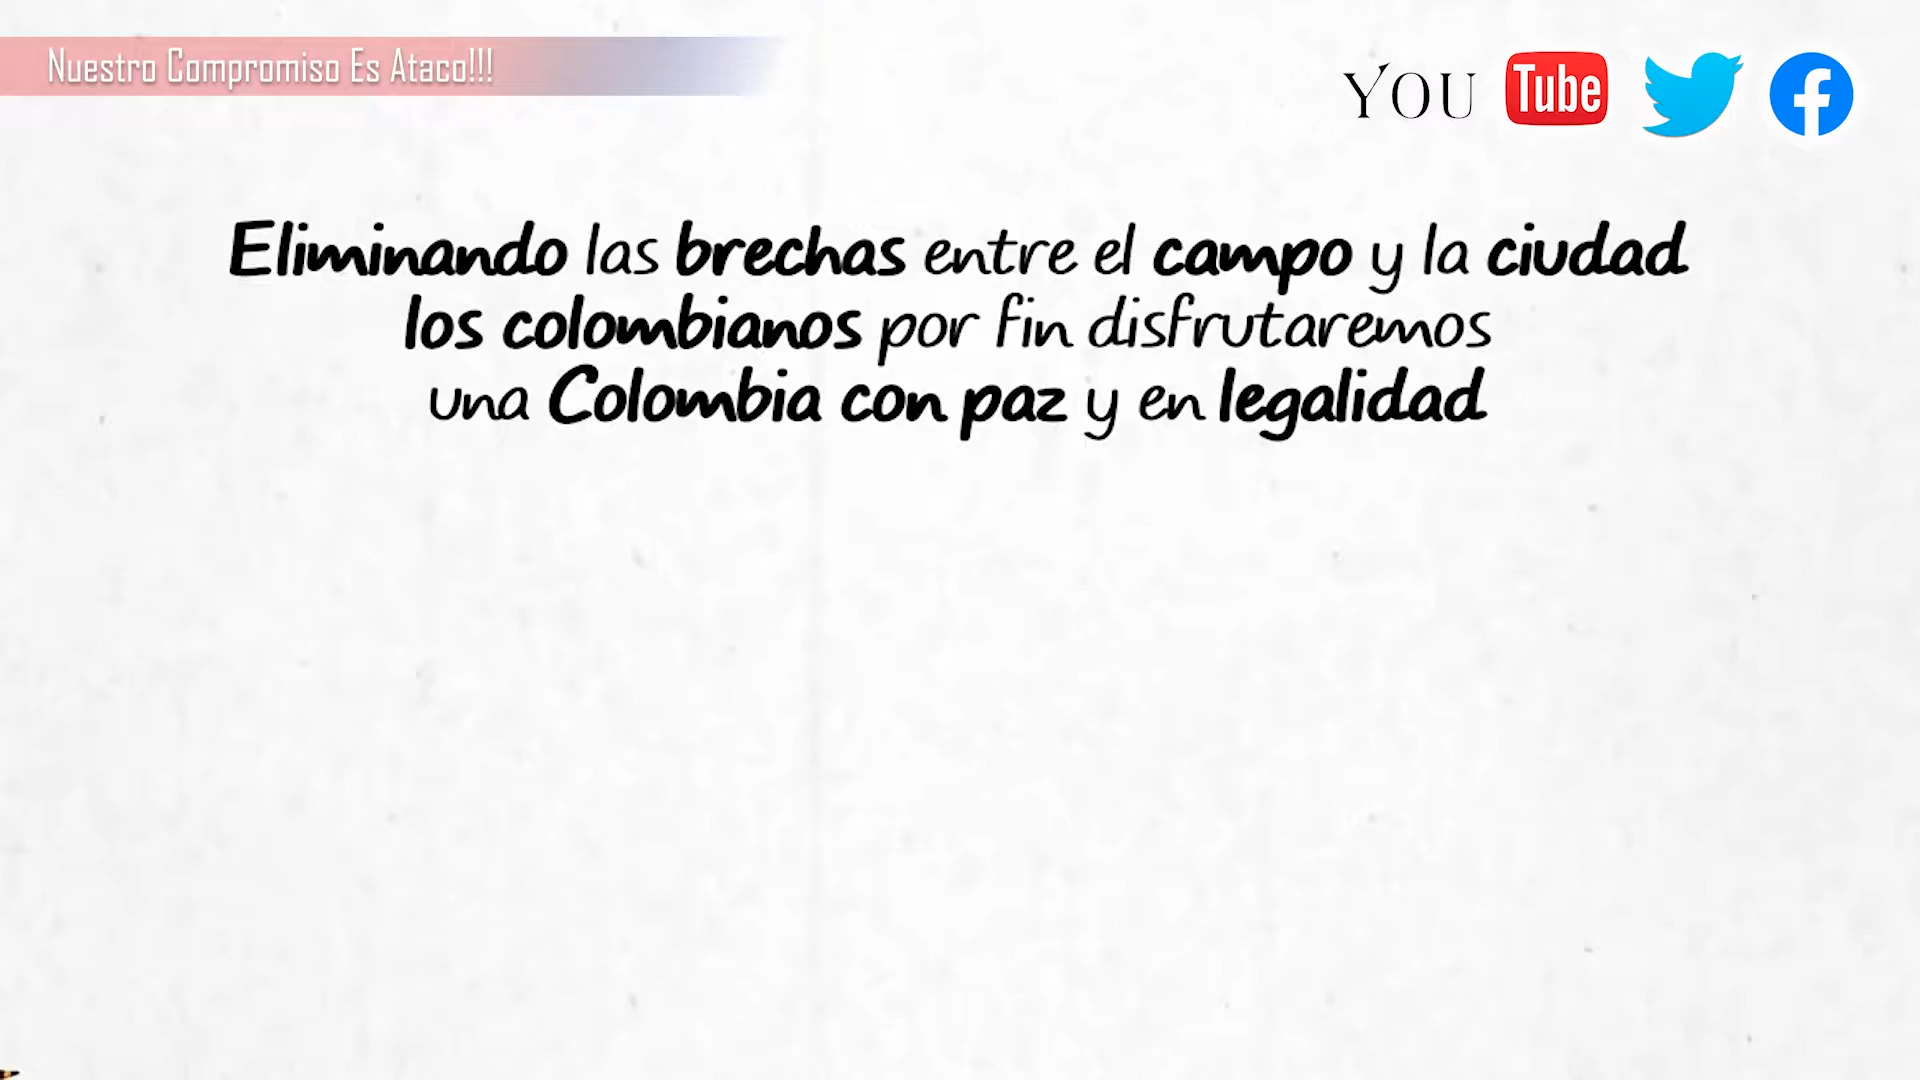 Nuestro Compromiso Es Ataco!!!
YOU Tube
Eliminando las brechas entre el campo y la ciudad
los colombianos por fin disfrutaremos
una Colombia con paz y en legalidad